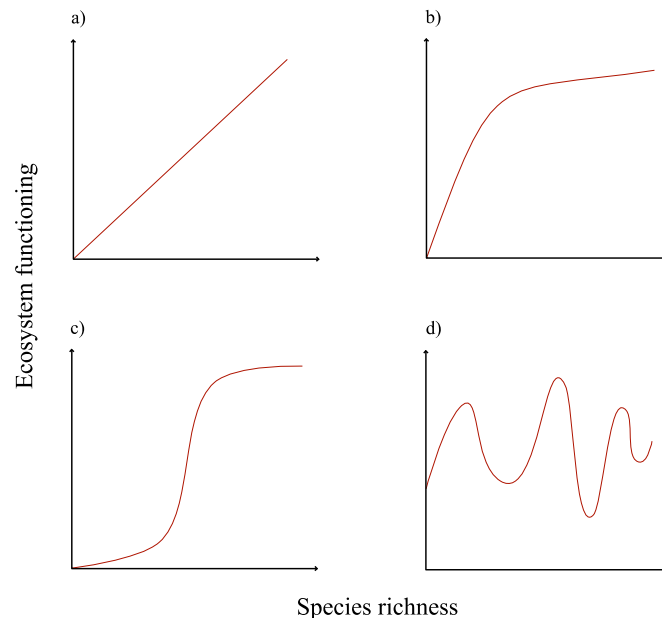 a)
b)
Ecosystem functioning
c)
d)
Species richness